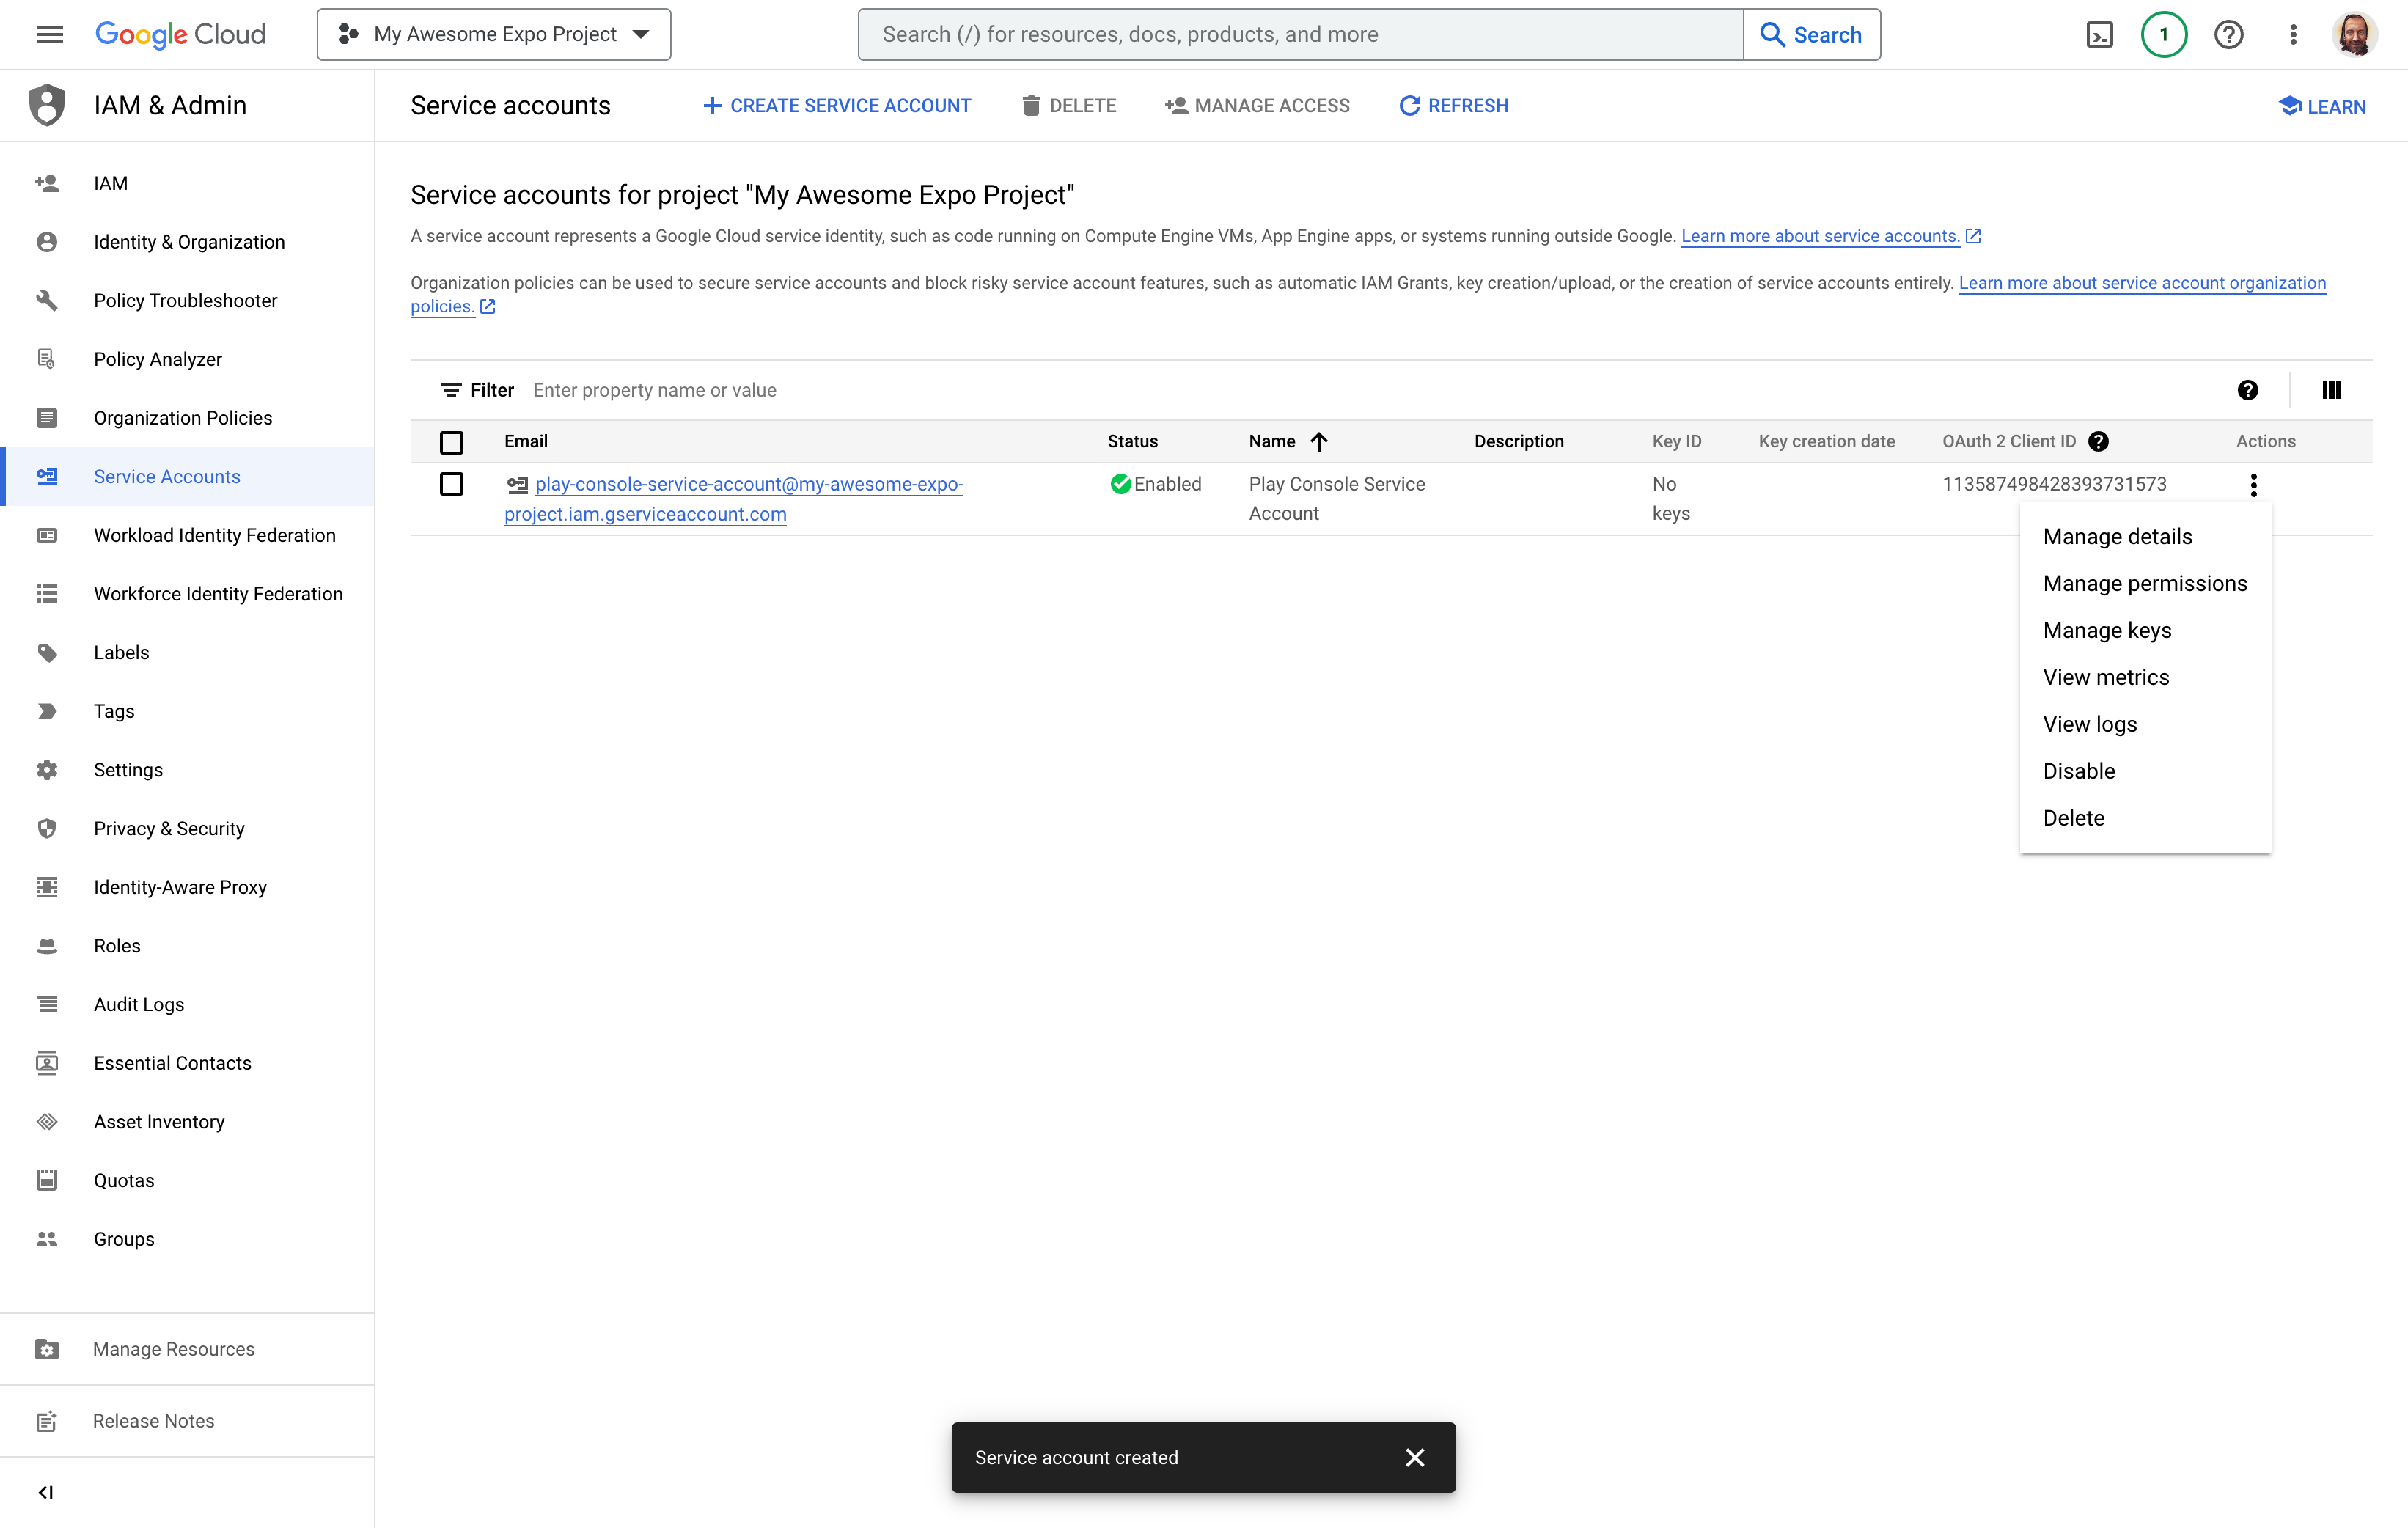 Google Cloud
My Awesome Expo Project
Search (/) for resources, docs, products, and more
Search
1
IAM & Admin
Service accounts
CREATE SERVICE ACCOUNT
DELETE
MANAGE ACCESS
REFRESH
LEARN
IAM
Identity & Organization
Policy Troubleshooter
Policy Analyzer
Organization Policies
Service Accounts
Workload Identity Federation
Workforce Identity Federation
Labels
Tags
Settings
Privacy & Security
Identity-Aware Proxy
Roles
Audit Logs
Essential Contacts
Asset Inventory
Quotas
Groups
Manage Resources
Release Notes
Service accounts for project "My Awesome Expo Project"
A service account represents a Google Cloud service identity, such as code running on Compute Engine VMs, App Engine apps, or systems running outside Google. Learn more about service accounts.
Organization policies can be used to secure service accounts and block risky service account features, such as automatic IAM Grants, key creation/upload, or the creation of service accounts entirely. Learn more about service account organization
policies.
Filter Enter property name or value
Email Status Name Description Key ID Key creation date OAuth 2 Client ID Actions
play-console-service-account@my-awesome-expo- Enabled Play Console Service No 113587498428393731573
project.iam.gserviceaccount.com Account keys
Manage details
Manage permissions
Manage keys
View metrics
View logs
Disable
Delete
Service account created